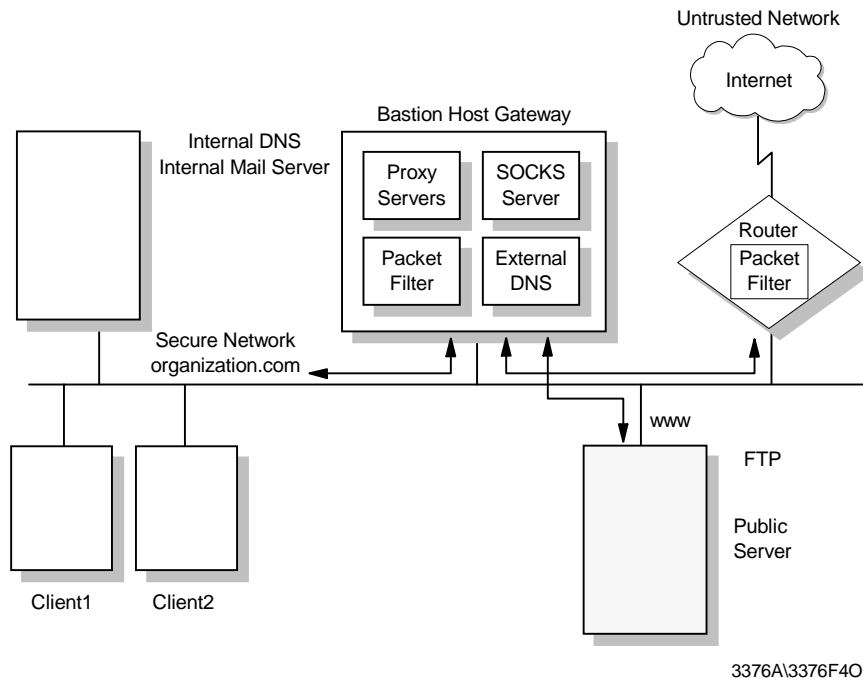 Untrusted Network
Internet
Bastion Host Gateway
Internal DNS
Internal Mail Server
Proxy
Servers
SOCKS
Server
Packet
Filter
External
DNS
Router
Packet
Filter
Secure Network
organization.com
www
FTP
Public
Server
Client1
Client2
3376A\3376F4O